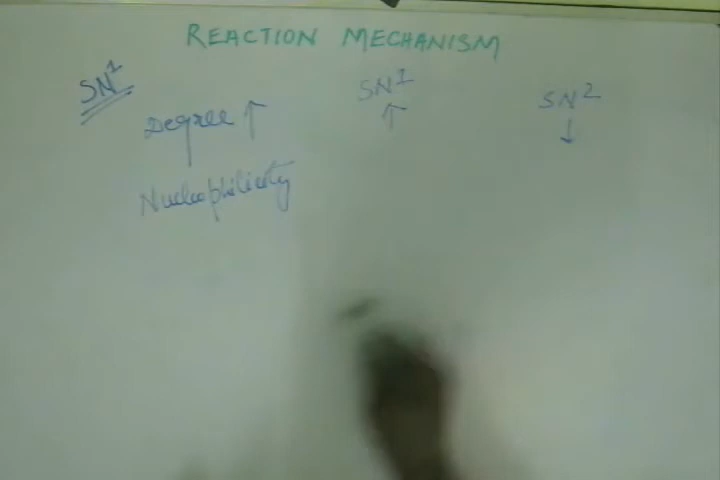 REACTION MECHANISM
SN1
Degree ↑ SN1 ↑ SN2 ↓
Nucleophilicity